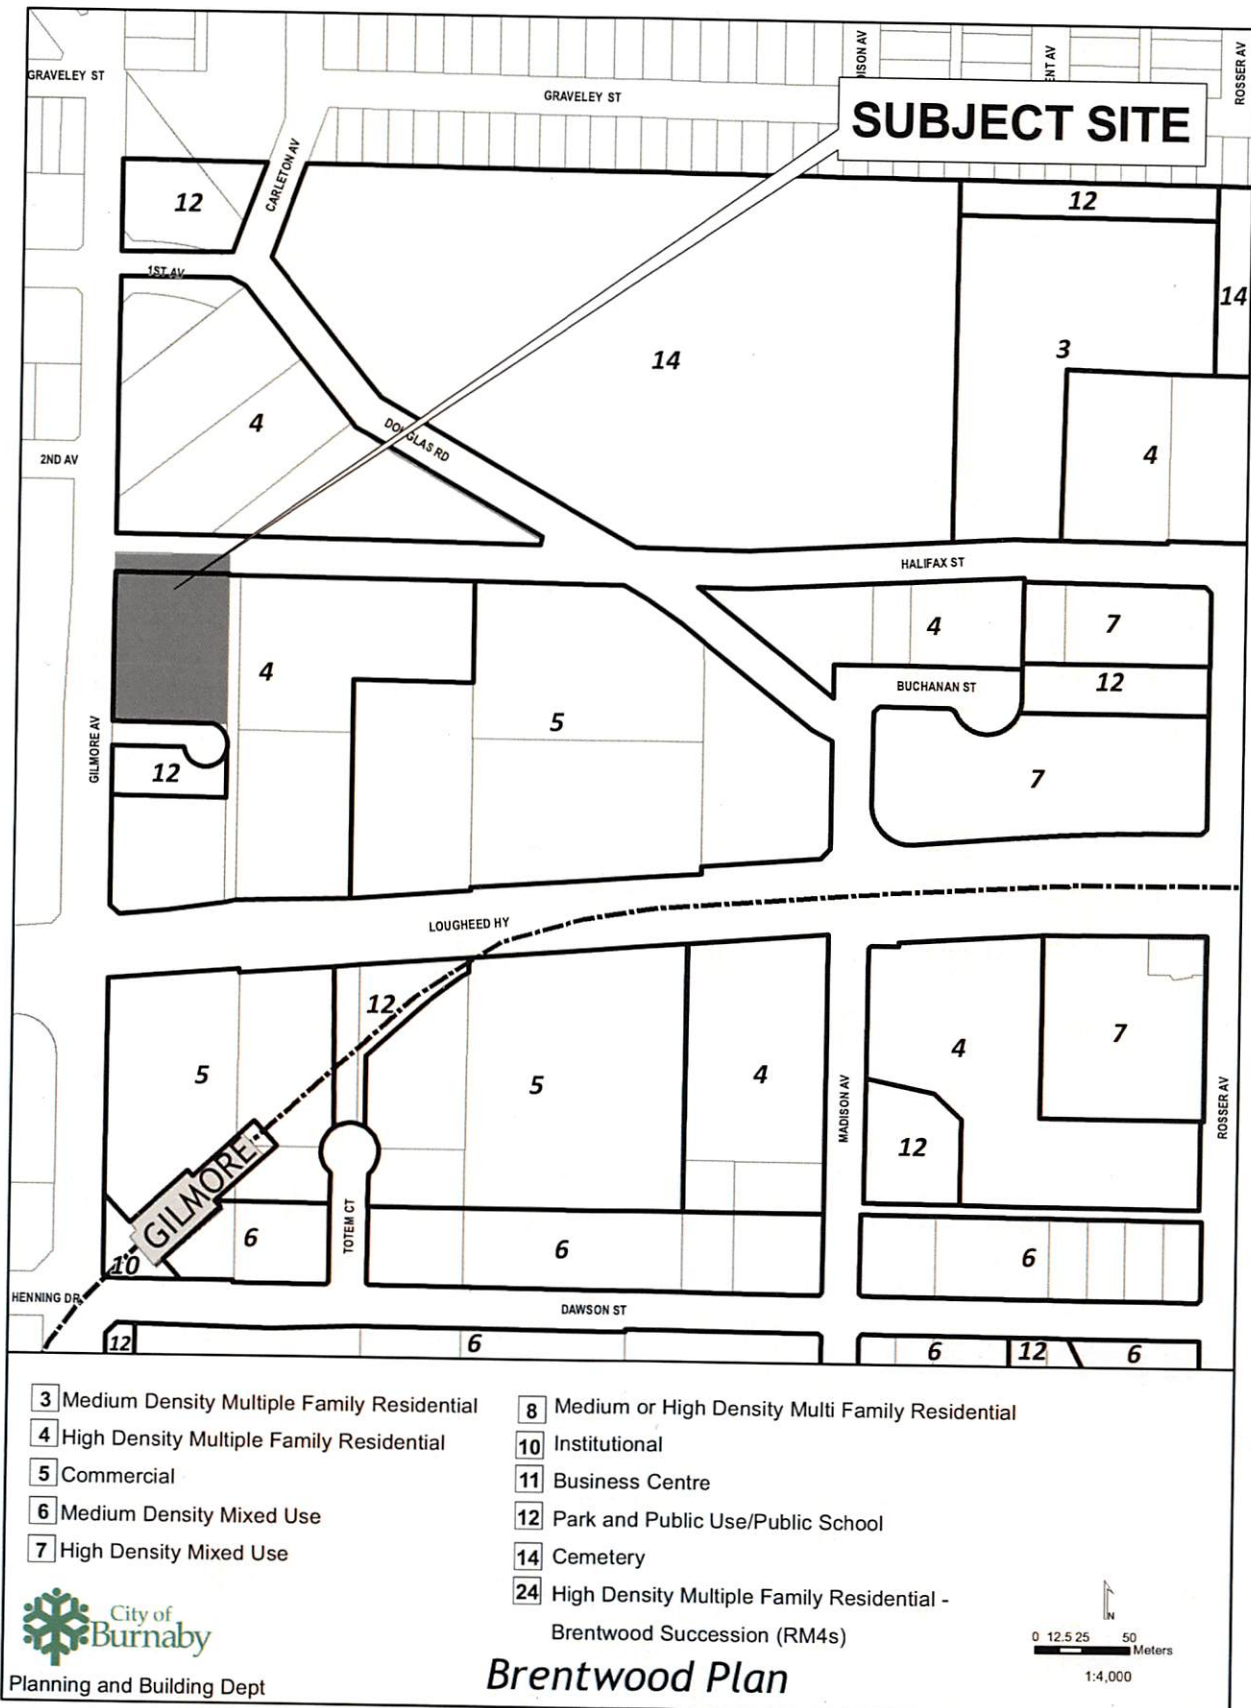 ISON AV
ENT AV
ROSSER AV
GRAVELEY ST
GRAVELEY ST
SUBJECT SITE
CARLETON AV
12
12
1ST AV
14
14
3
4
DOUGLAS RD
4
2ND AV
HALIFAX ST
4
7
4
BUCHANAN ST
12
5
GILMORE AV
12
7
LOUGHEED HY
12
5
5
4
4
7
MADISON AV
ROSSER AV
12
GILMORE
TOTEM CT
6
6
6
10
HENNING DR
DAWSON ST
12
6
6
12
6
3 Medium Density Multiple Family Residential
4 High Density Multiple Family Residential
5 Commercial
6 Medium Density Mixed Use
7 High Density Mixed Use
8 Medium or High Density Multi Family Residential
10 Institutional
11 Business Centre
12 Park and Public Use/Public School
14 Cemetery
24 High Density Multiple Family Residential -
Brentwood Succession (RM4s)
City of
Burnaby
Planning and Building Dept
Brentwood Plan
N
0 12.5 25 50
Meters
1:4,000